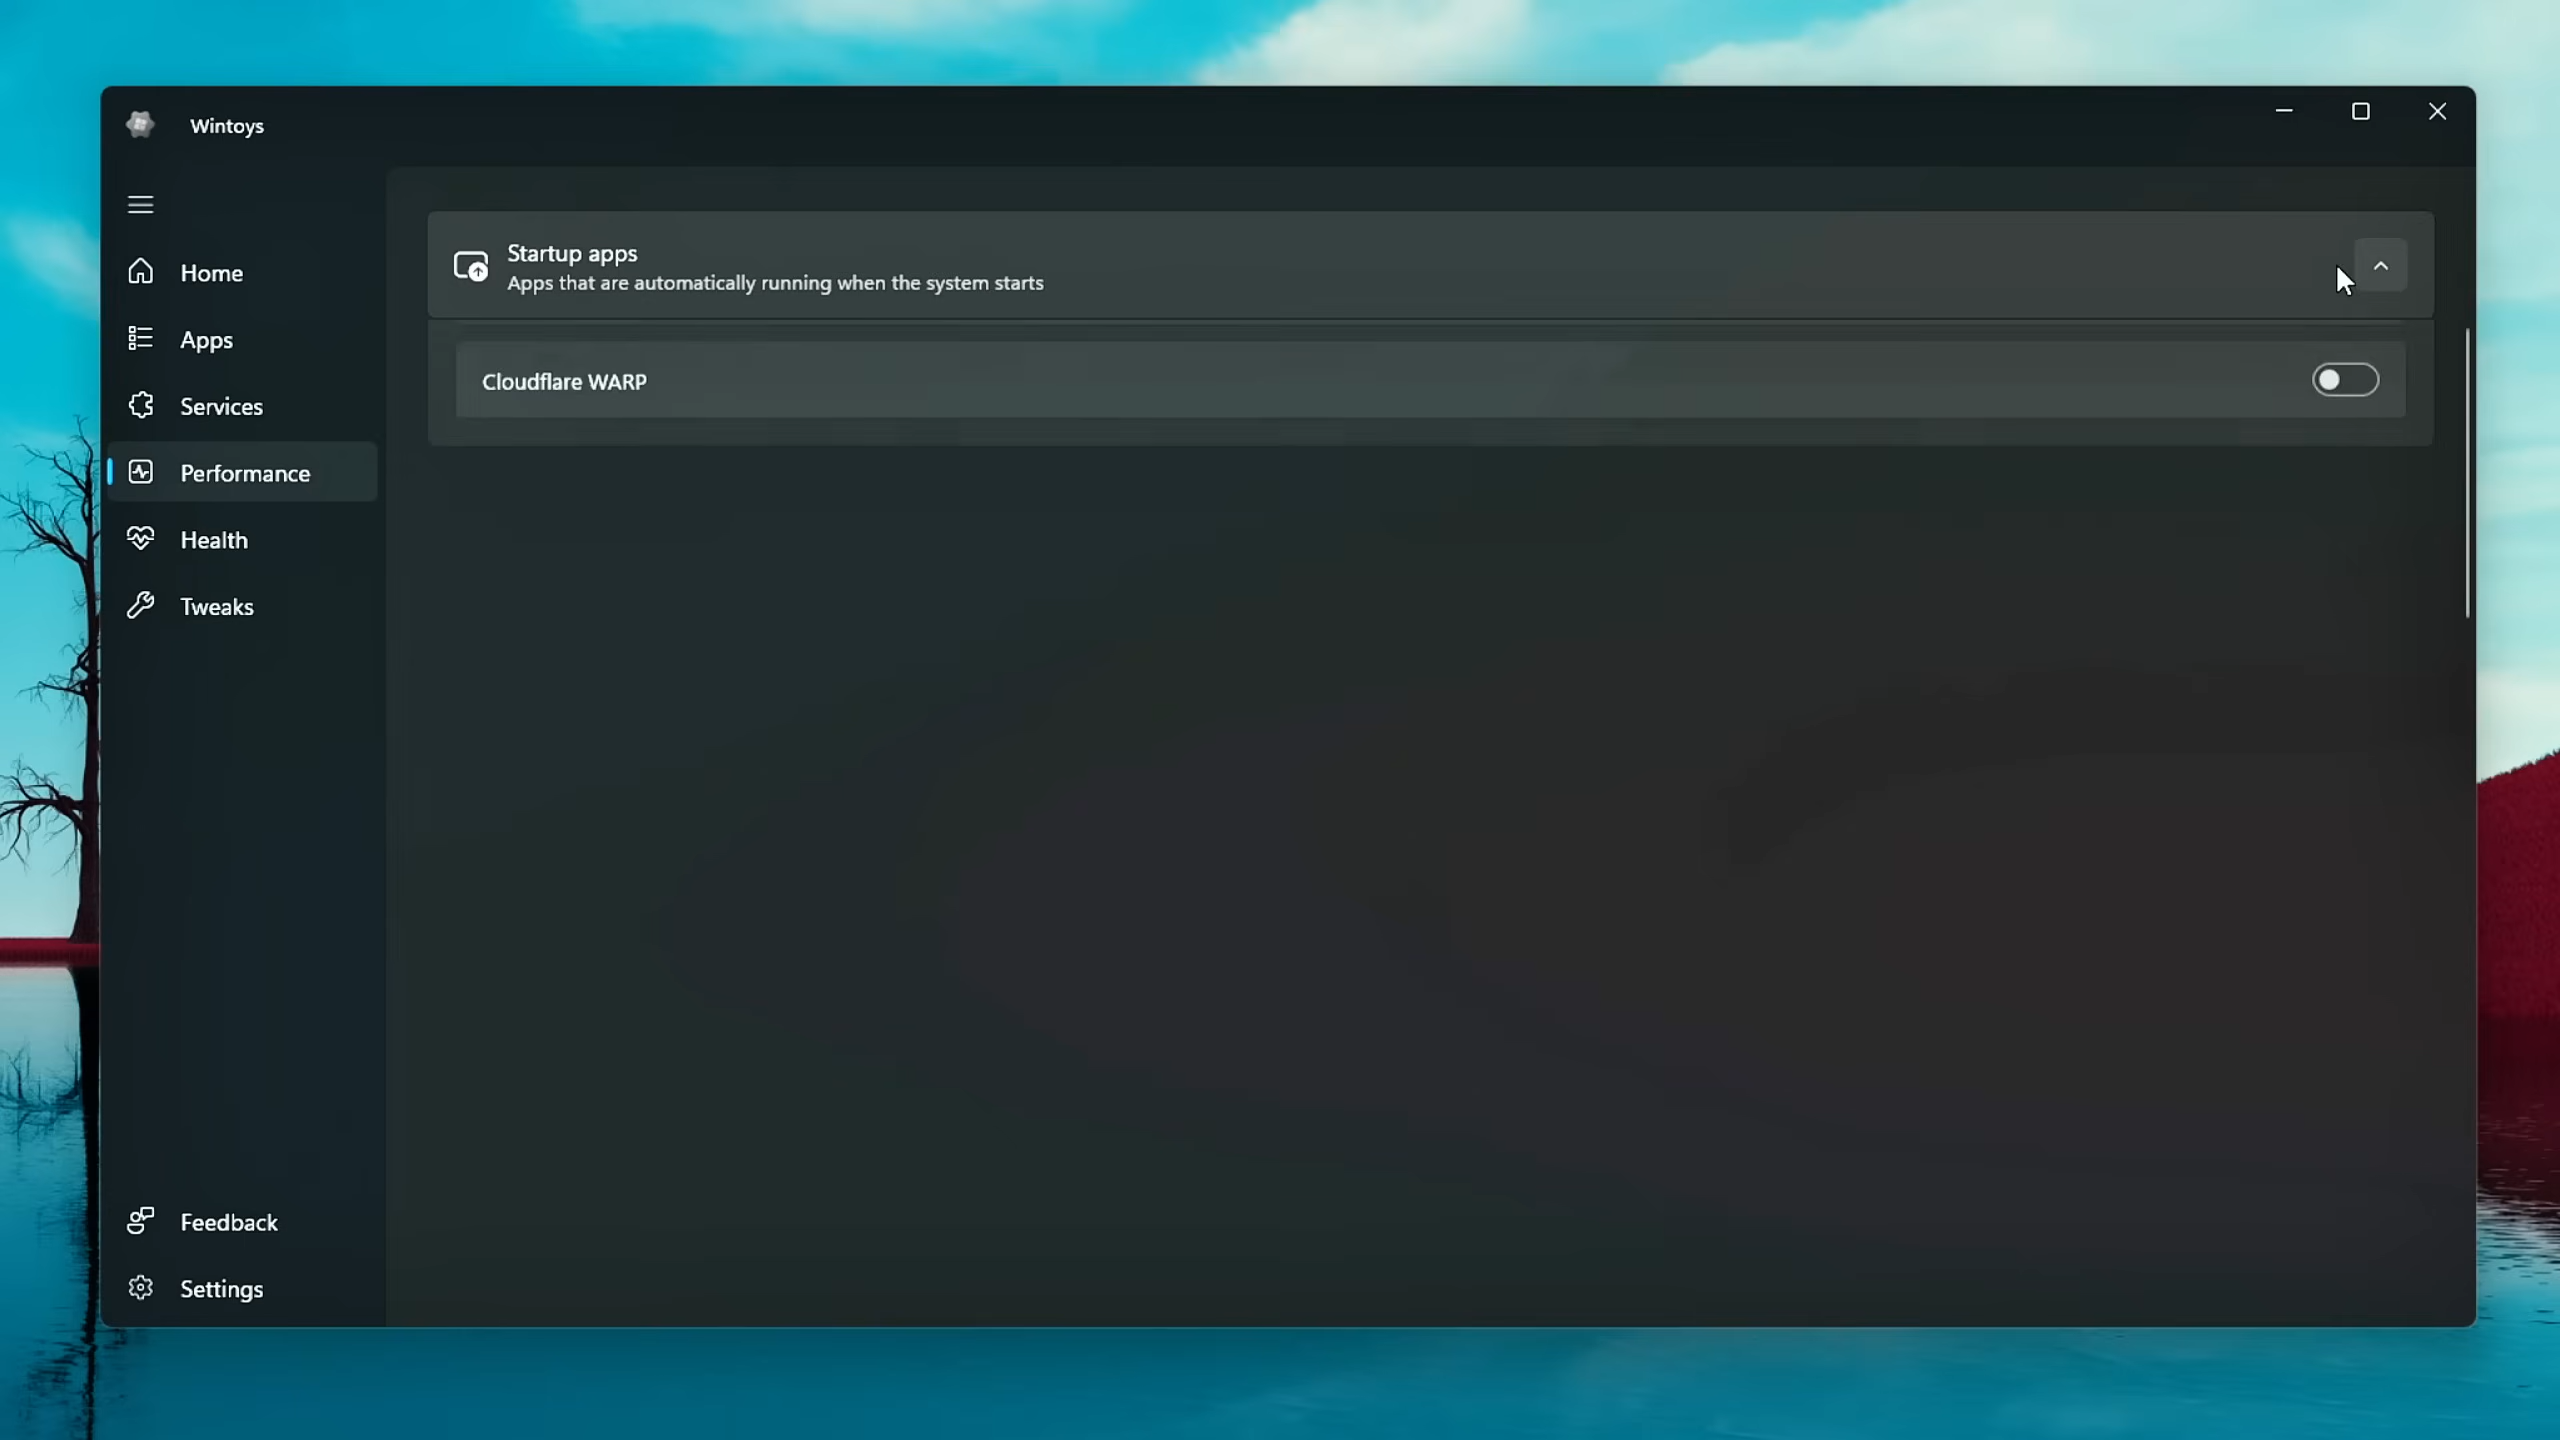 Wintoys
Home
Apps
Services
Performance
Health
Tweaks
Feedback
Settings
Startup apps
Apps that are automatically running when the system starts
Cloudflare WARP